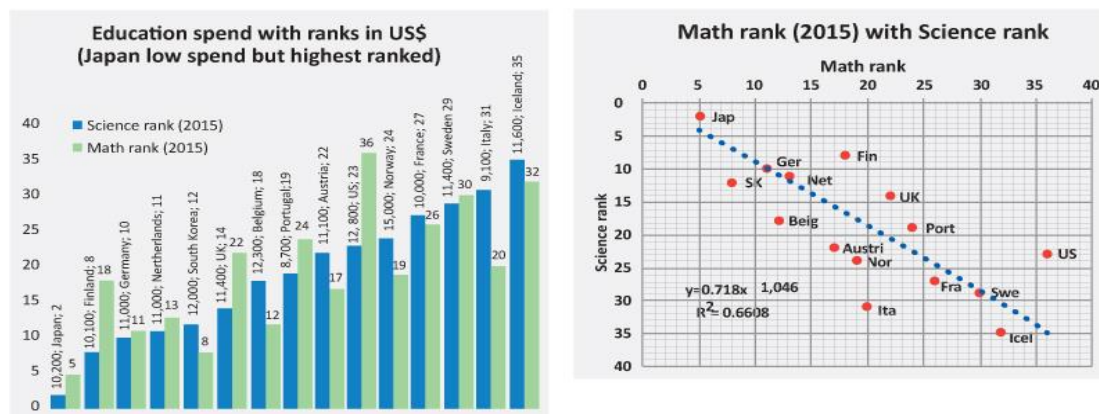 Education spend with ranks in US$
(Japan low spend but highest ranked)
Science rank (2015)
Math rank (2015)
40
35
30
25
20
15
10
5
0
10,200; Japan; 2
5
10,100; Finland; 8
18
11,000; Germany; 10
11
11,000; Nertherlands; 11
13
12,000; South Korea; 12
8
11,400; UK; 14
22
12,300; Belgium; 18
12
8,700; Portugal;19
24
11,100; Austria; 22
17
12, 800; US; 23
36
15,000; Norway; 24
19
10,000; France; 27
26
11,400; Sweden 29
30
9,100; Italy; 31
20
11,600; Iceland; 35
32
Math rank (2015) with Science rank
Math rank
0 5 10 15 20 25 30 35 40
Science rank
0
5
10
15
20
25
30
35
40
Jap
Ger
Fin
SK
Net
UK
Beig
Port
Austri
US
Nor
Fra
Swe
Ita
Icel
y=0.718x 1,046
R²= 0.6608